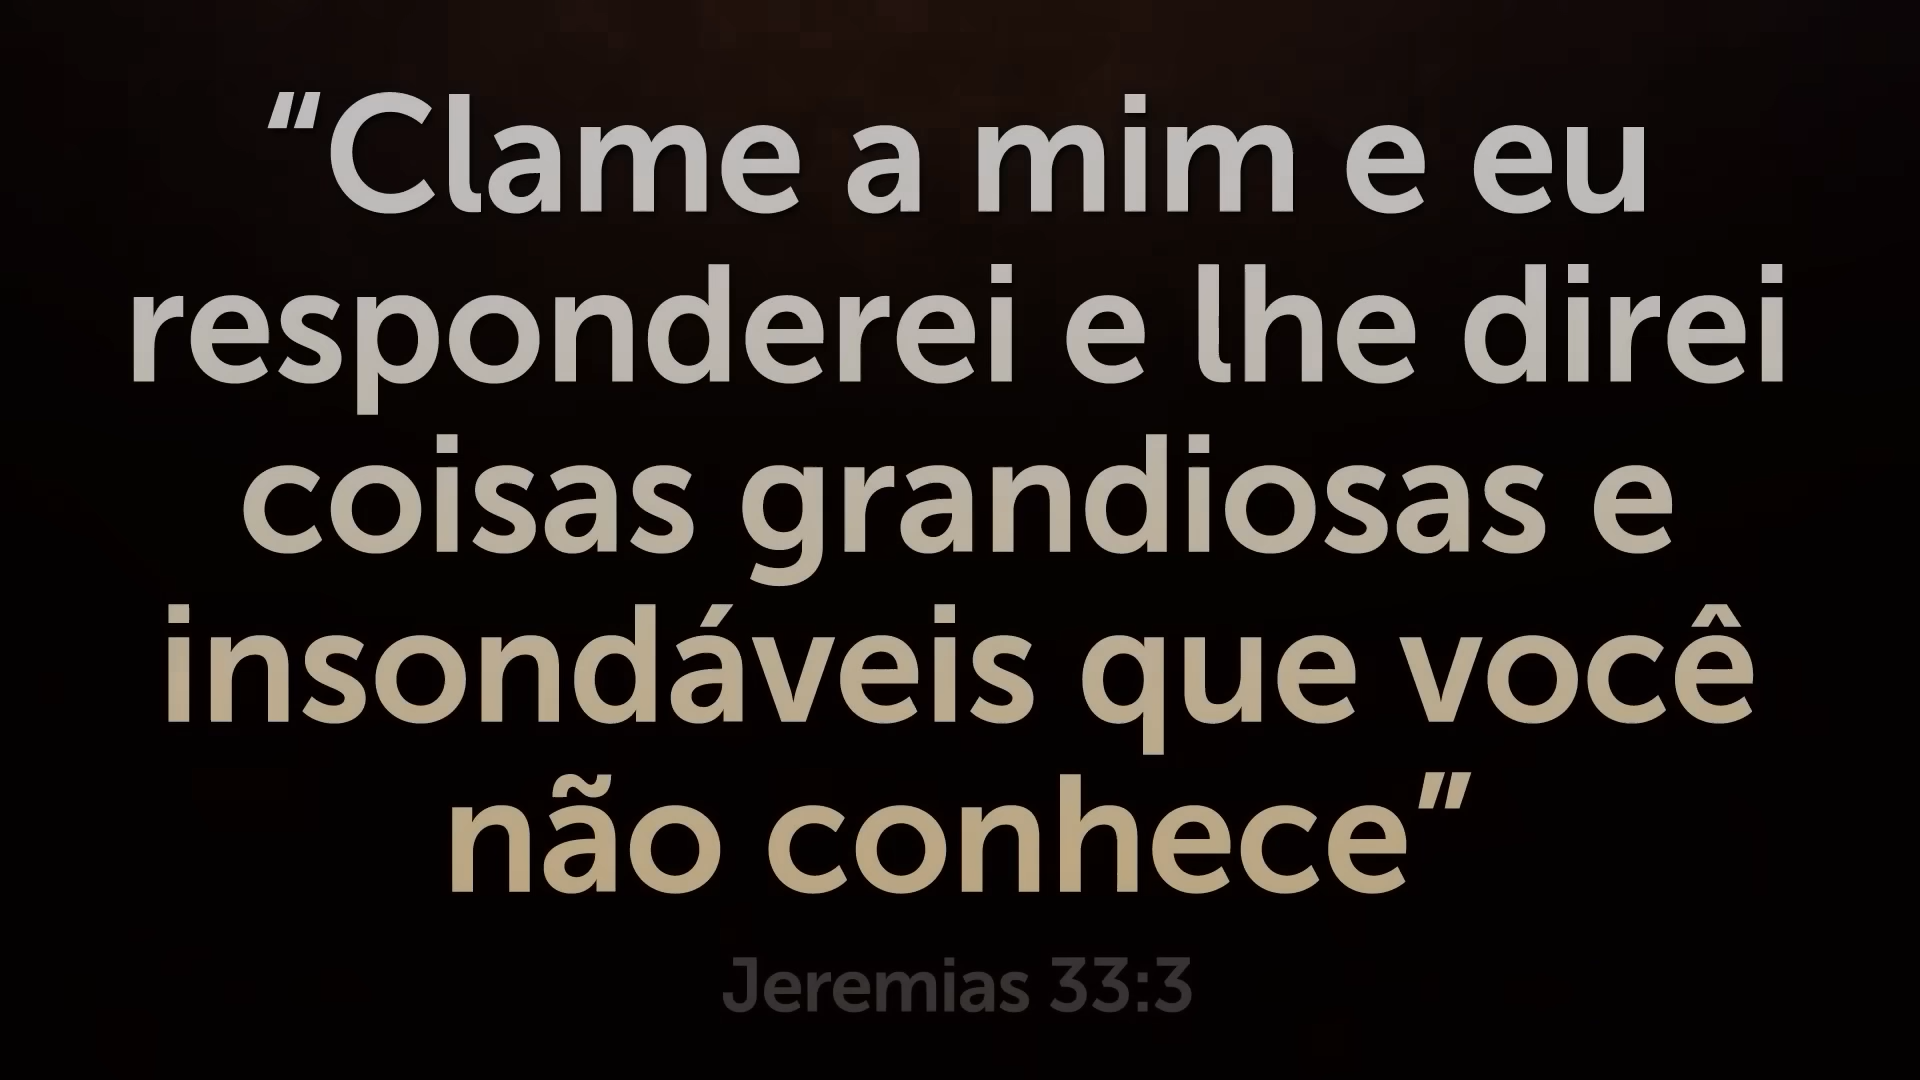 “Clame a mim e eu
responderei e lhe direi
coisas grandiosas e
insondáveis que você
não conhece”
Jeremias 33:3